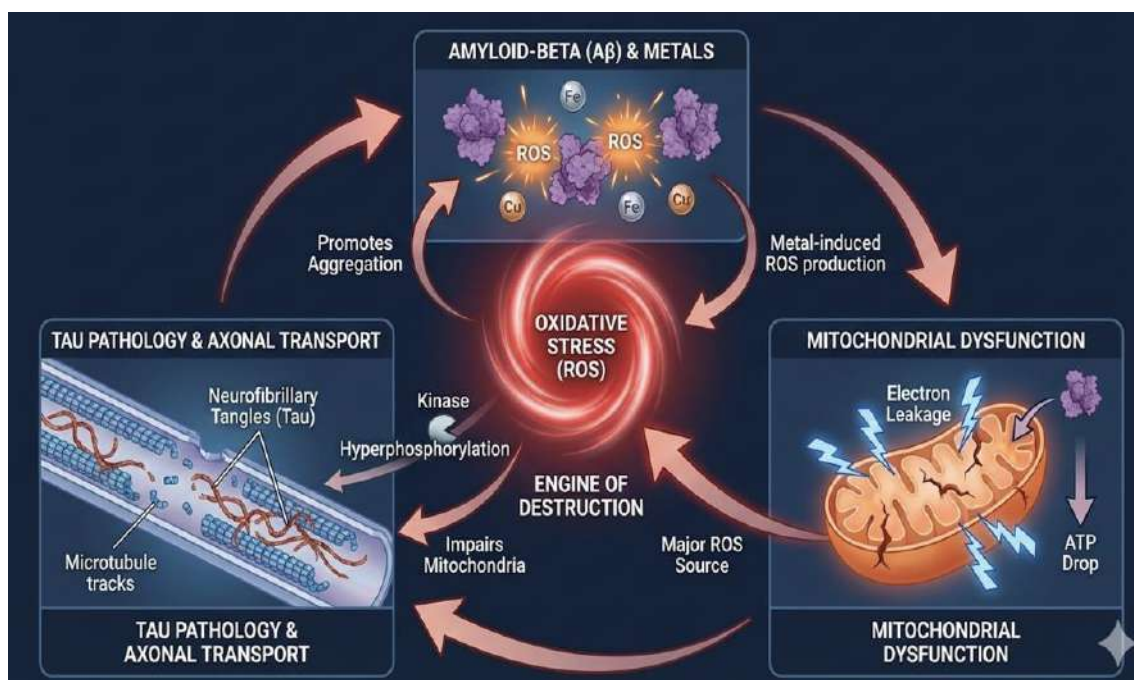 AMYLOID-BETA (Aβ) & METALS
Fe
ROS
ROS
Cu
Fe
Cu
Promotes
Aggregation
Metal-induced
ROS production
OXIDATIVE
STRESS
(ROS)
TAU PATHOLOGY & AXONAL TRANSPORT
Neurofibrillary
Tangles (Tau)
Microtubule
tracks
TAU PATHOLOGY &
AXONAL TRANSPORT
Kinase
Hyperphosphorylation
ENGINE OF
DESTRUCTION
Impairs
Mitochondria
Major ROS
Source
MITOCHONDRIAL DYSFUNCTION
Electron
Leakage
ATP
Drop
MITOCHONDRIAL
DYSFUNCTION